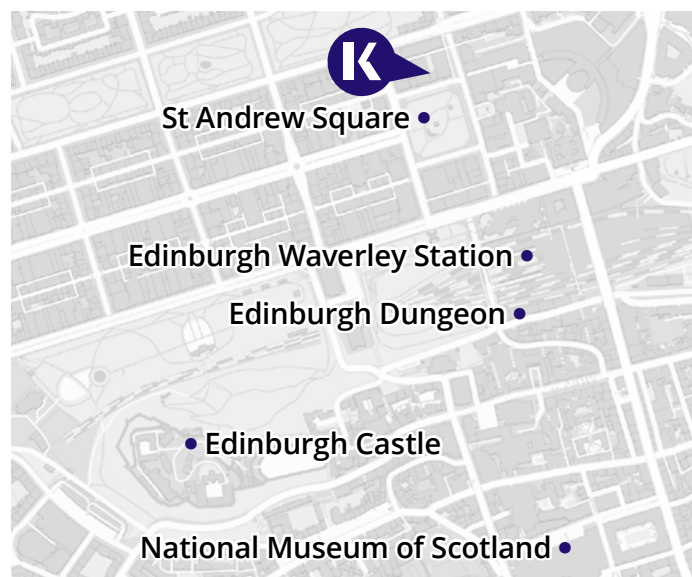 K
St Andrew Square
Edinburgh Waverley Station
Edinburgh Dungeon
Edinburgh Castle
National Museum of Scotland